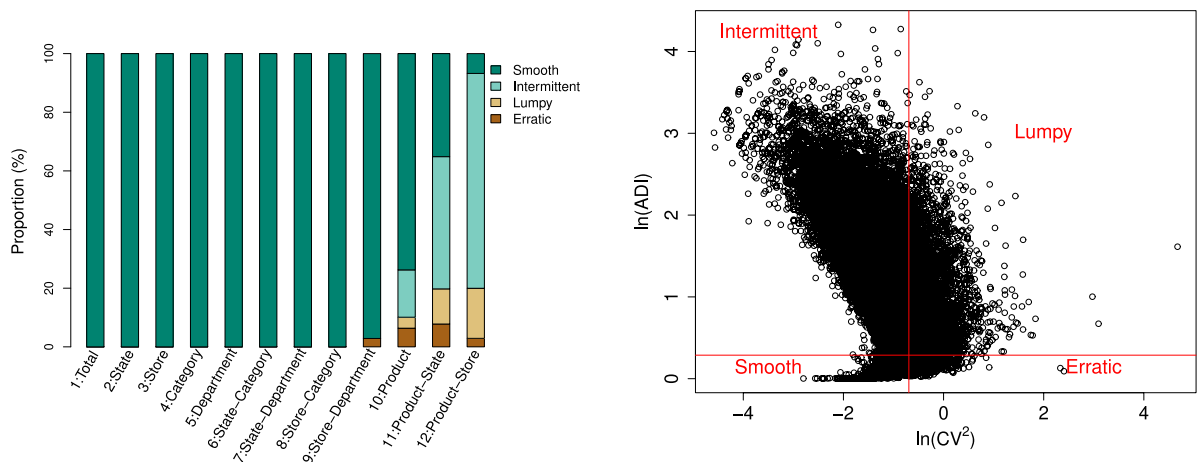 Proportion (%)
100
80
60
40
20
0
1:Total
2:State
3:Store
4:Category
5:Department
6:State−Category
7:State−Department
8:Store−Category
9:Store−Department
10:Product
11:Product−State
12:Product−Store
Smooth
Intermittent
Lumpy
Erratic
ln(ADI)
4
3
2
1
0
Intermittent
Lumpy
Smooth
Erratic
−4
−2
0
2
4
ln(CV²)